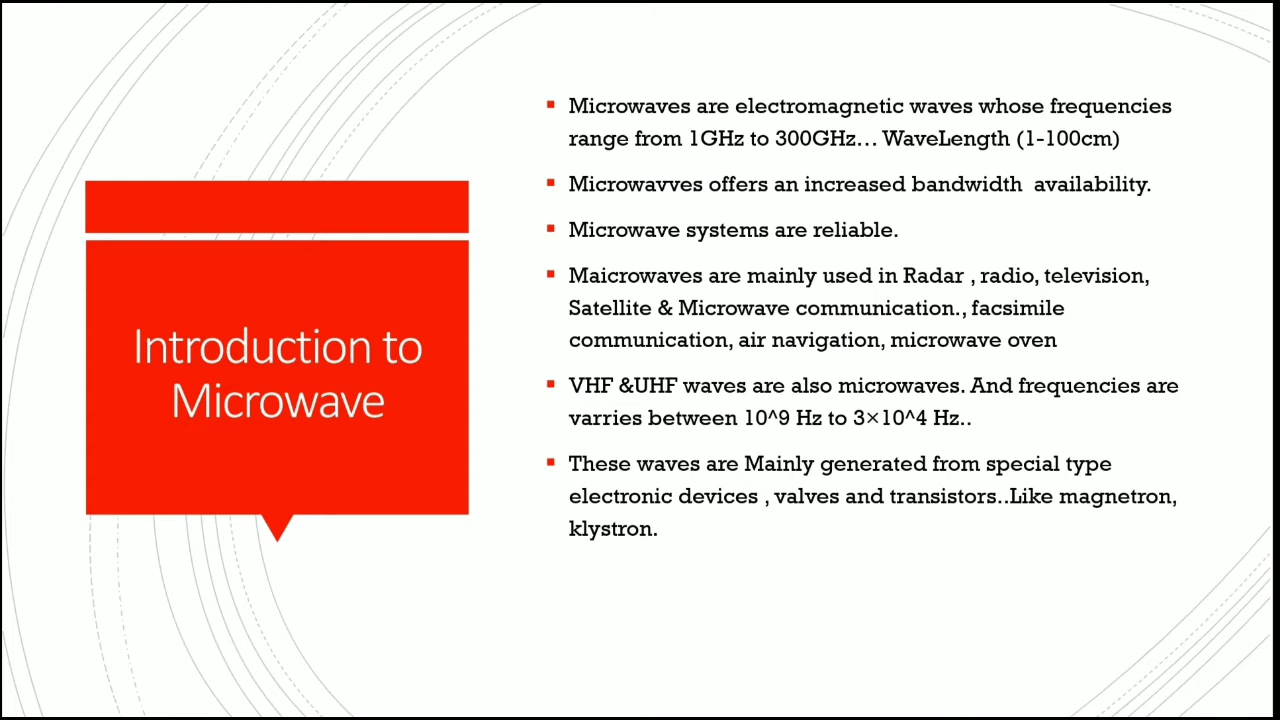 Introduction to
Microwave
Microwaves are electromagnetic waves whose frequencies
range from 1GHz to 300GHz... WaveLength (1-100cm)
Microwavves offers an increased bandwidth availability.
Microwave systems are reliable.
Maicrowaves are mainly used in Radar , radio, television,
Satellite & Microwave communication., facsimile
communication, air navigation, microwave oven
VHF &UHF waves are also microwaves. And frequencies are
varries between 10^9 Hz to 3×10^4 Hz..
These waves are Mainly generated from special type
electronic devices , valves and transistors..Like magnetron,
klystron.